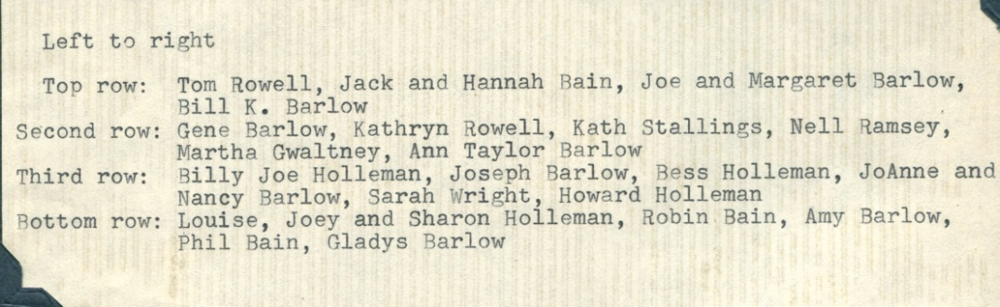 Left to right
Top row: Tom Rowell, Jack and Hannah Bain, Joe and Margaret Barlow,
Bill K. Barlow
Second row: Gene Barlow, Kathryn Rowell, Kath Stallings, Nell Ramsey,
Martha Gwaltney, Ann Taylor Barlow
Third row: Billy Joe Holleman, Joseph Barlow, Bess Holleman, JoAnne and
Nancy Barlow, Sarah Wright, Howard Holleman
Bottom row: Louise, Joey and Sharon Holleman, Robin Bain, Amy Barlow,
Phil Bain, Gladys Barlow